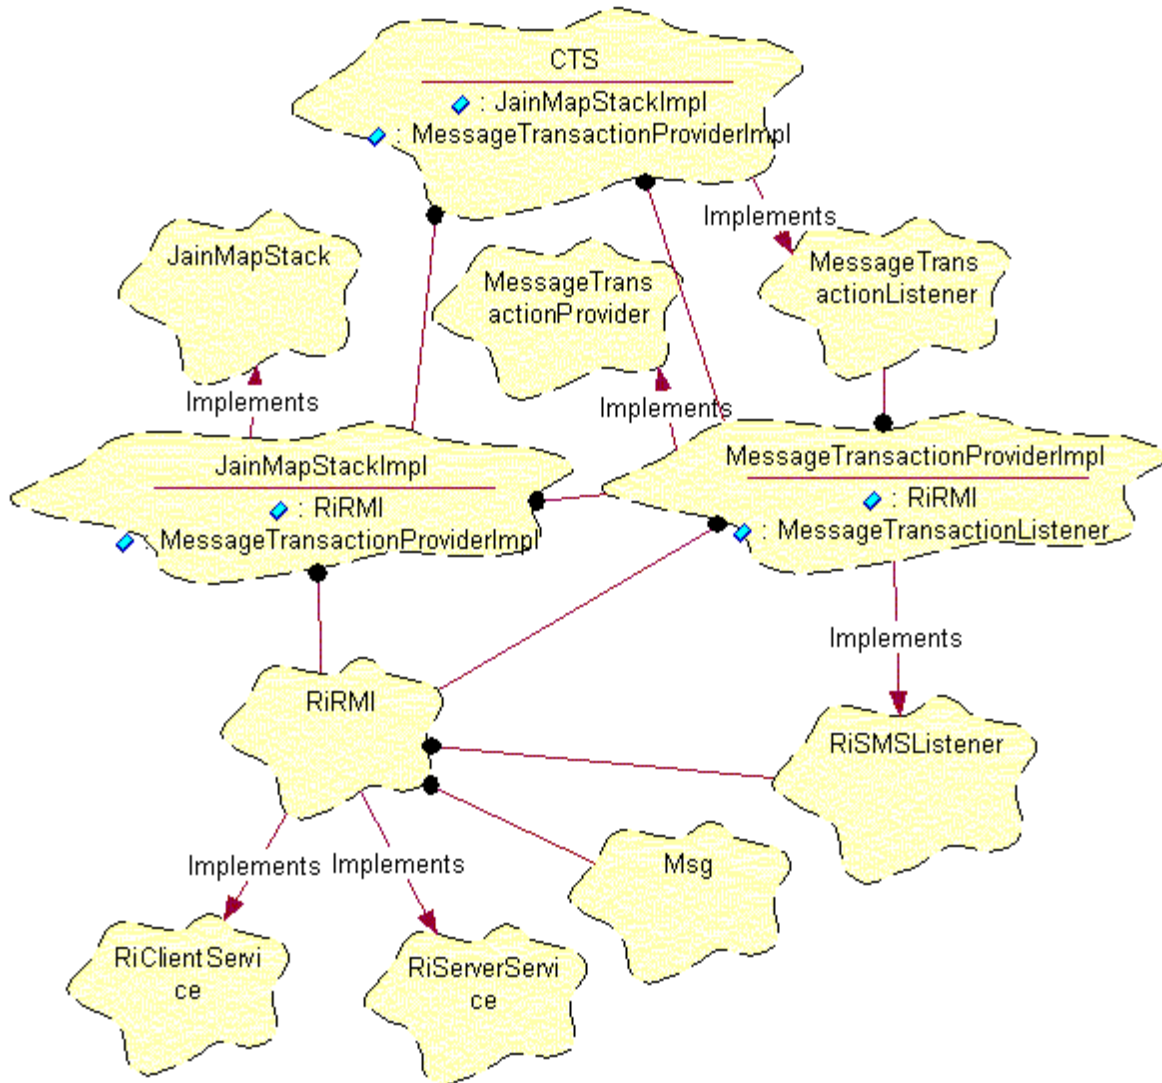 CTS
: JainMapStackImpl
: MessageTransactionProviderImpl
Implements
JainMapStack
MessageTrans
actionProvider
MessageTrans
actionListener
Implements
Implements
JainMapStackImpl
: RiRMI
: MessageTransactionProviderImpl
MessageTransactionProviderImpl
: RiRMI
: MessageTransactionListener
Implements
RiRMI
RiSMSListener
Implements
Implements
Msg
RiClientServi
ce
RiServerServi
ce